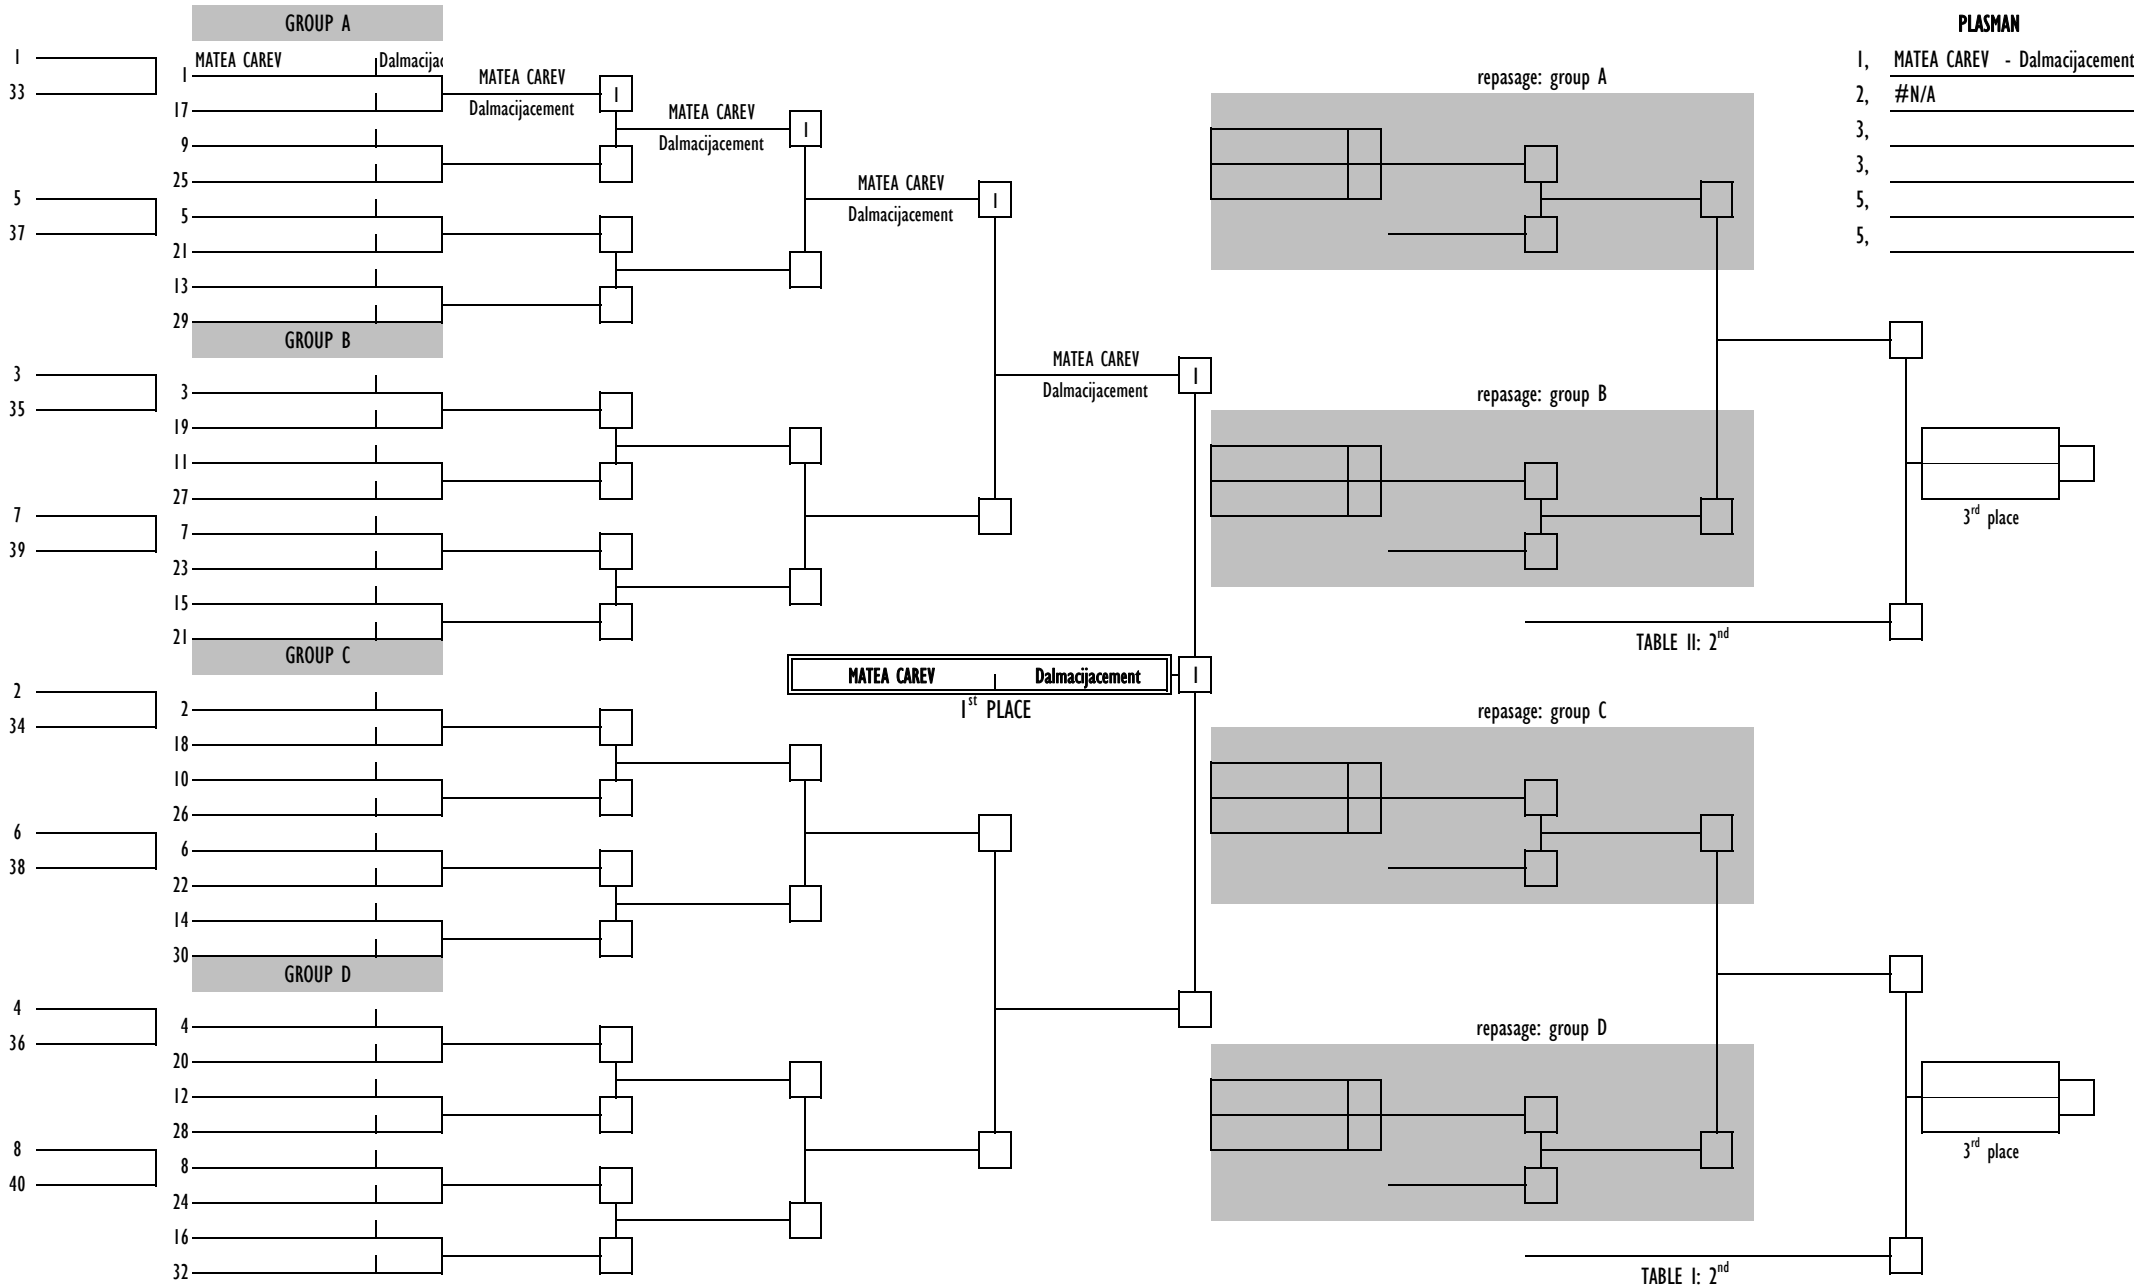 GROUP A
1
33
MATEA CAREV Dalmacijac
1
17
9
25
5
37
5
21
13
29
MATEA CAREV
Dalmacijacement
1
MATEA CAREV
Dalmacijacement
1
MATEA CAREV
Dalmacijacement
1
GROUP B
3
35
3
19
11
27
7
39
7
23
15
21
MATEA CAREV
Dalmacijacement
1
GROUP C
2
34
2
18
10
26
6
38
6
22
14
30
MATEA CAREV Dalmacijacement
1
1st PLACE
GROUP D
4
36
4
20
12
28
8
40
8
24
16
32
repasage: group A
repasage: group B
TABLE II: 2nd
3rd place
repasage: group C
repasage: group D
TABLE I: 2nd
3rd place
PLASMAN
1, MATEA CAREV - Dalmacijacement
2, #N/A
3,
3,
5,
5,